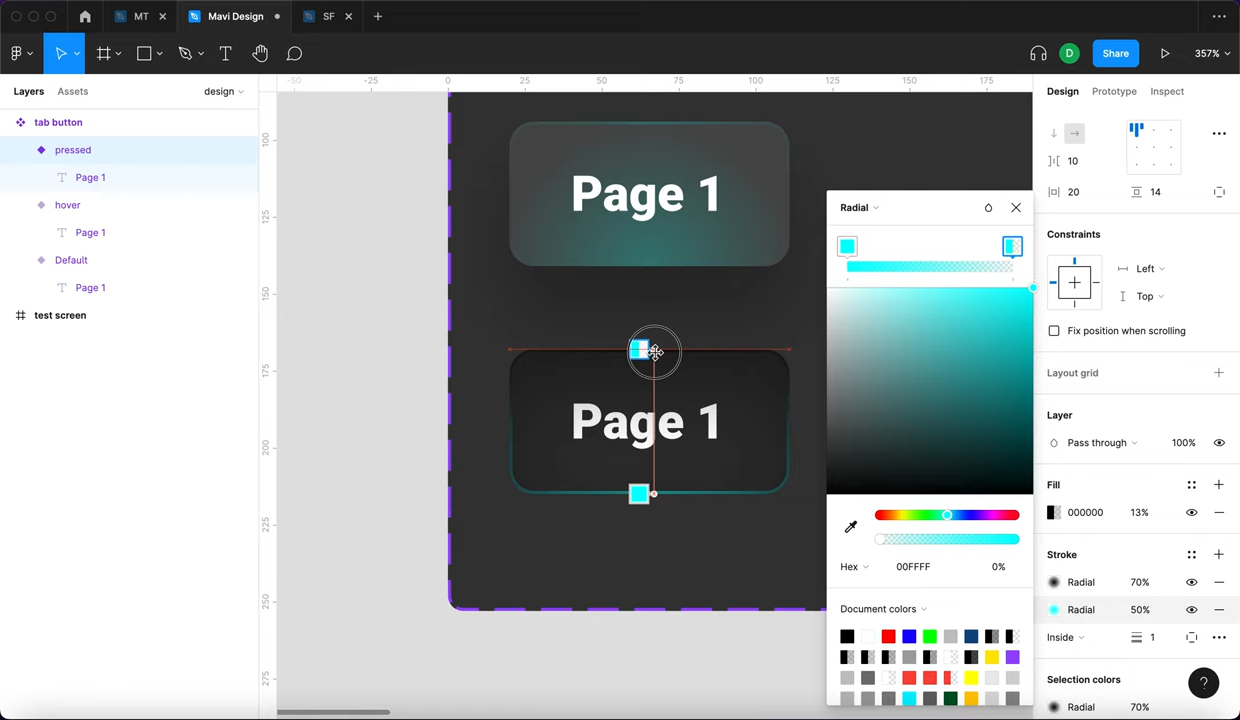 MT
Mavi Design
SF
D
Share
357%
Layers
Assets
design
-50
-25
0
25
50
75
100
125
150
175
Design
Prototype
Inspect
tab button
pressed
Page 1
hover
Page 1
Default
Page 1
test screen
100
125
150
175
200
225
250
275
Page 1
Page 1
Radial
Hex
00FFFF
0%
Document colors
10
20
14
Constraints
Left
Top
Fix position when scrolling
Layout grid
Layer
Pass through
100%
Fill
000000
13%
Stroke
Radial
70%
Radial
50%
Inside
1
Selection colors
Radial
70%
?